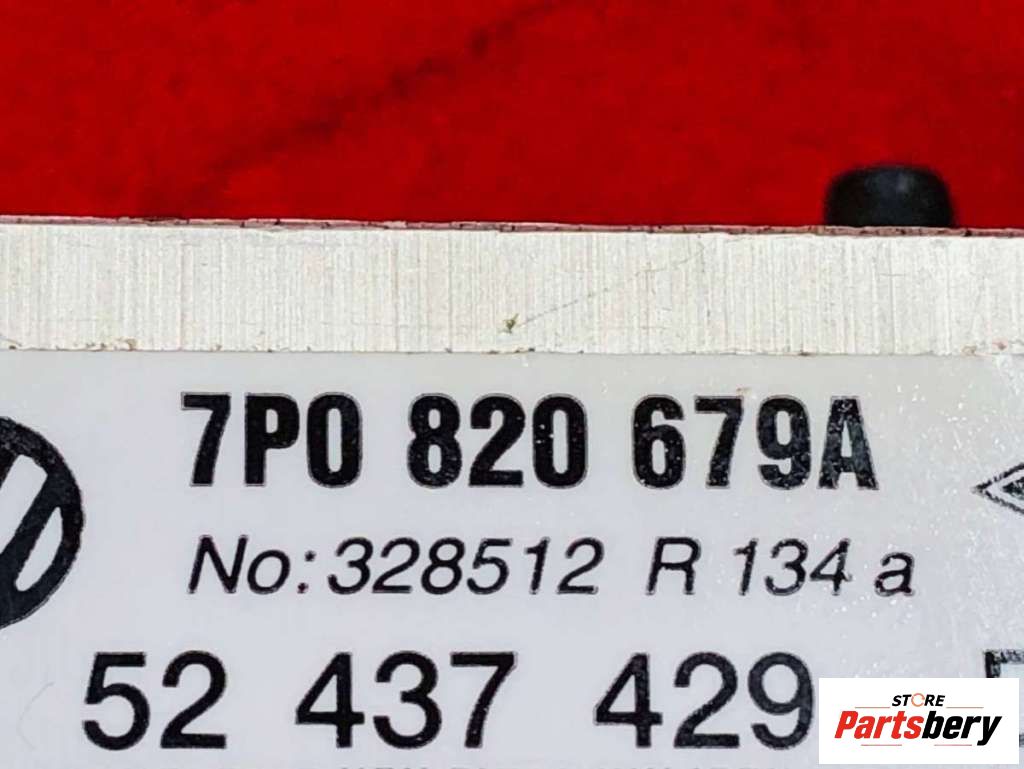 7P0 820 679A
No: 328512 R 134 a
52 437 429
STORE
Partsbery